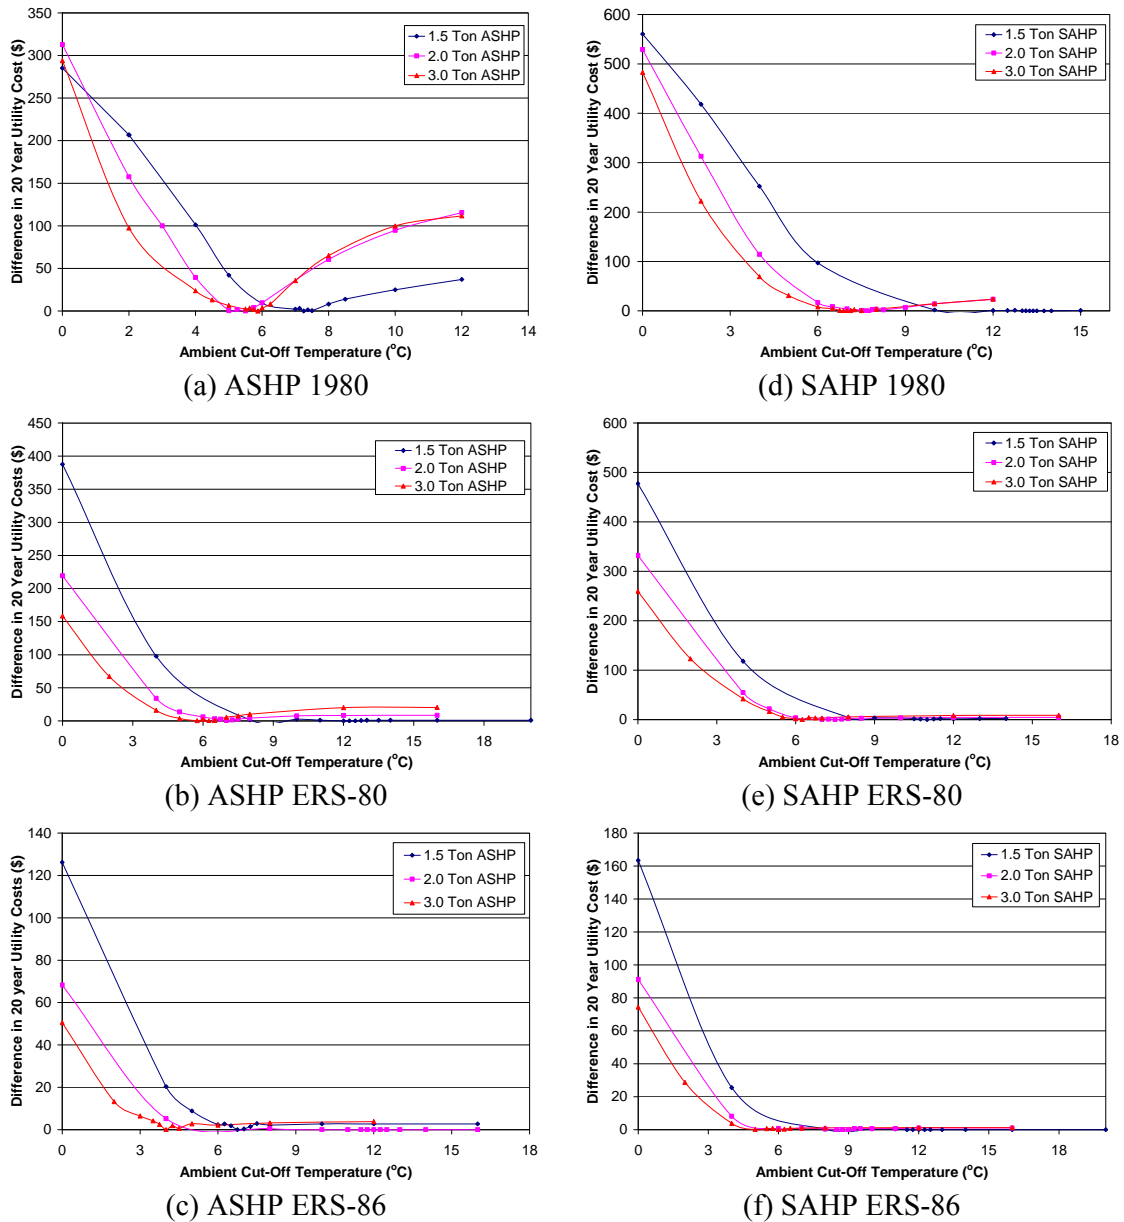 Difference in 20 Year Utility Cost ($)
350
300
250
200
150
100
50
0
0 2 4 6 8 10 12 14
1.5 Ton ASHP
2.0 Ton ASHP
3.0 Ton ASHP
Ambient Cut-Off Temperature (°C)
(a) ASHP 1980
Difference in 20 Year Utility Cost ($)
600
500
400
300
200
100
0
0 3 6 9 12 15
1.5 Ton SAHP
2.0 Ton SAHP
3.0 Ton SAHP
Ambient Cut-Off Temperature (°C)
(d) SAHP 1980
Difference in 20 Year Utility Costs ($)
450
400
350
300
250
200
150
100
50
0
0 3 6 9 12 15 18
1.5 Ton ASHP
2.0 Ton ASHP
3.0 Ton ASHP
Ambient Cut-Off Temperature (°C)
(b) ASHP ERS-80
Difference in 20 Year Utility Cost ($)
600
500
400
300
200
100
0
0 3 6 9 12 15 18
1.5 Ton SAHP
2.0 Ton SAHP
3.0 Ton SAHP
Ambient Cut-Off Temperature (°C)
(e) SAHP ERS-80
Difference in 20 year Utility Costs ($)
140
120
100
80
60
40
20
0
0 3 6 9 12 15 18
1.5 Ton ASHP
2.0 Ton ASHP
3.0 Ton ASHP
Ambient Cut-Off Temperature (°C)
(c) ASHP ERS-86
Difference in 20 Year Utility Cost ($)
180
160
140
120
100
80
60
40
20
0
0 3 6 9 12 15 18
1.5 Ton SAHP
2.0 Ton SAHP
3.0 Ton SAHP
Ambient Cut-Off Temperature (°C)
(f) SAHP ERS-86